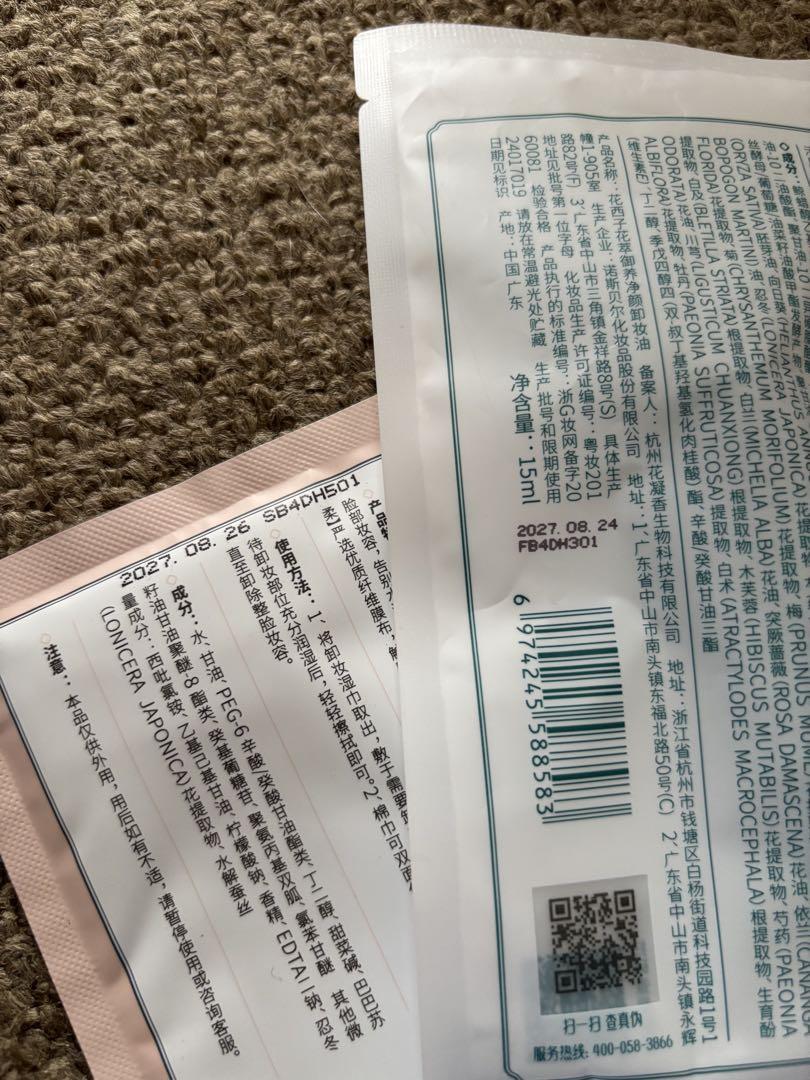 成分：
油-10、油酸酯、聚甘油
丝酵母/葡萄糖/油菜籽油酸甲酯发酵产物、
(ORYZA SATIVA)胚芽油、向日葵(HELIANTHUS
BOPOGON MARTINI)油、忍冬(LONICERA JAPONICA)花提取物、梅(PRUNUS MUME
FLORIDA)花提取物、菊(CHRYSANTHEMUM MORIFOLIUM)花提取物、突厥蔷薇(ROSA DAMASCENA)花油、依兰(CANANGA
ODORATA)花油、川芎(LIGUSTICUM CHUANXIONG)根提取物、木芙蓉(HIBISCUS MUTABILIS)花提取物、芍药(PAEONIA
提取物、白及(BLETILLA STRIATA)根提取物、白兰(MICHELIA ALBA)花油、
ALBIFLORA)花提取物、牡丹(PAEONIA SUFFRUTICOSA)提取物、白术(ATRACTYLODES MACROCEPHALA)根提取物、生育酚
(维生素E)、丁二醇、季戊四醇四(双-叔丁基羟基氢化肉桂酸)酯、辛酸/癸酸甘油三酯
产品名称：花西子花萃御养净颜卸妆油 备案人：杭州花凝香生物科技有限公司 地址：浙江省杭州市钱塘区白杨街道科技园路1号1
幢1-905室 生产企业：诺斯贝尔化妆品股份有限公司 地址：1、广东省中山市南头镇东福北路50号(C) 2、广东省中山市南头镇永辉
路82号(F) 3、广东省中山市三角镇金祥路8号(S) 具体生产
地址见批号第一位字母 化妆品生产许可证编号：粤妆201
60081 检验合格 产品执行的标准编号：浙G妆网备字20
24017019 请放在常温避光处贮藏 生产批号和限期使用
日期见标识 产地：中国广东
净含量：15ml
2027.08.24
FB4DH301
6 974245 588583
扫一扫 查真伪
服务热线：400-058-3866
2027.08.26 SB4DH501
脸部妆容，告别
柔]严选优质纤维膜布，
使用方法：1、将卸妆湿巾取出，敷于需要卸
待卸妆部位充分润湿后，轻轻擦拭即可。2、棉巾可双面
直至卸除整脸妆容。
成分：水、甘油、PEG-6 辛酸/癸酸甘油酯类、丁二醇、甜菜碱、巴巴苏
籽油甘油聚醚-8 酯类、癸基葡糖苷、聚氨丙基双胍、氯苯甘醚 其他微
量成分：西吡氯铵、乙基己基甘油、柠檬酸钠、香精、EDTA二钠、忍冬
(LONICERA JAPONICA)花提取物、水解蚕丝
注意：本品仅供外用，用后如有不适，请暂停使用或咨询客服。